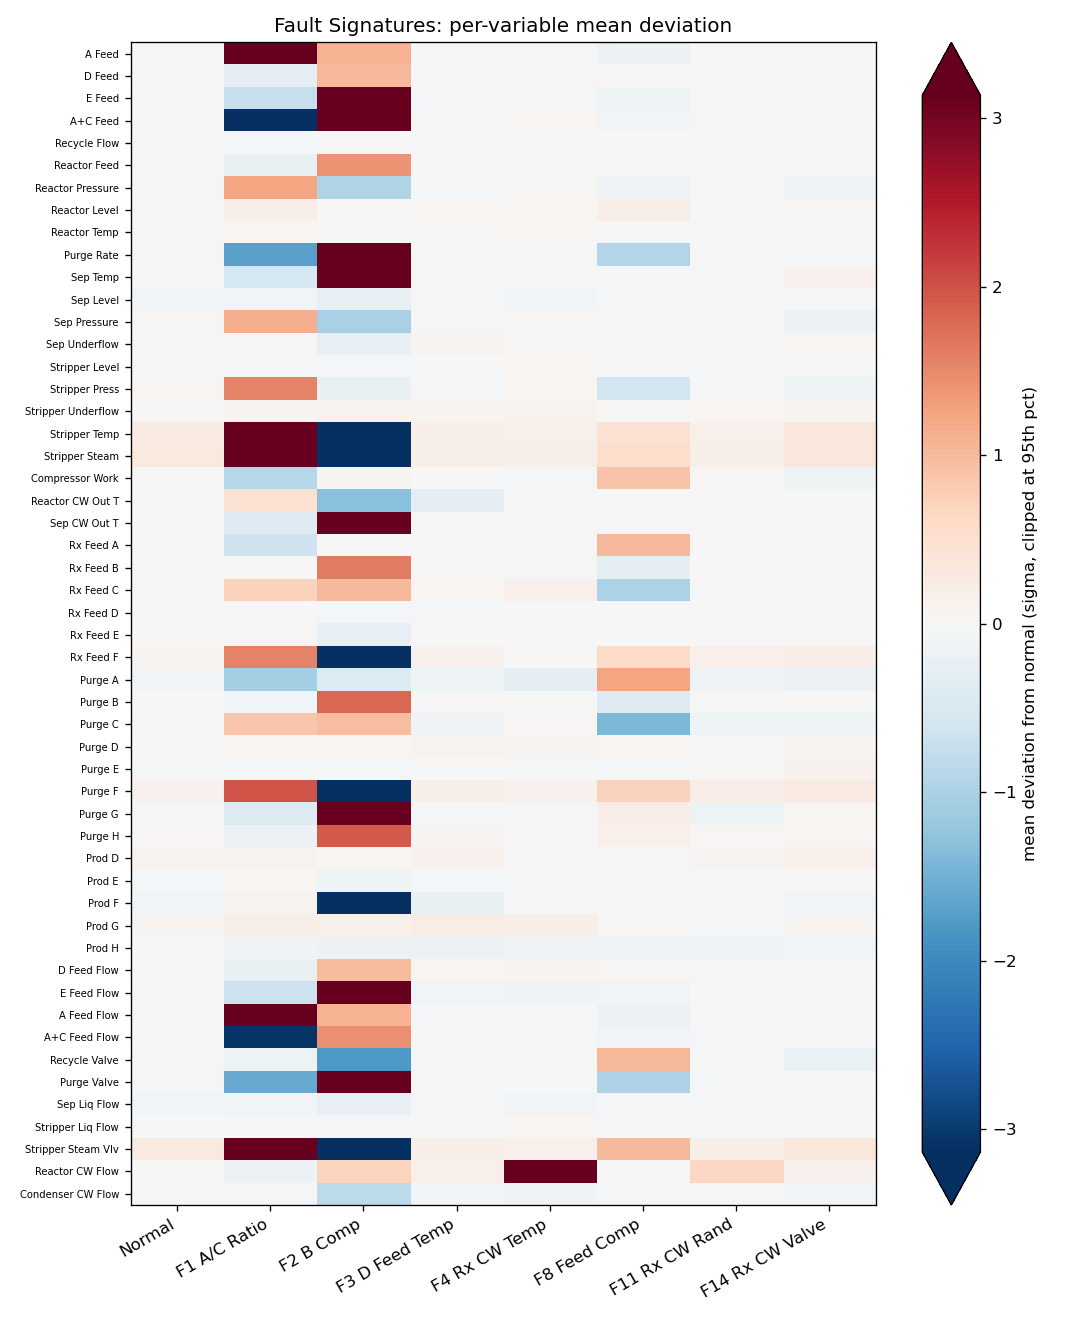 Fault Signatures: per-variable mean deviation
A Feed
D Feed
E Feed
A+C Feed
Recycle Flow
Reactor Feed
Reactor Pressure
Reactor Level
Reactor Temp
Purge Rate
Sep Temp
Sep Level
Sep Pressure
Sep Underflow
Stripper Level
Stripper Press
Stripper Underflow
Stripper Temp
Stripper Steam
Compressor Work
Reactor CW Out T
Sep CW Out T
Rx Feed A
Rx Feed B
Rx Feed C
Rx Feed D
Rx Feed E
Rx Feed F
Purge A
Purge B
Purge C
Purge D
Purge E
Purge F
Purge G
Purge H
Prod D
Prod E
Prod F
Prod G
Prod H
D Feed Flow
E Feed Flow
A Feed Flow
A+C Feed Flow
Recycle Valve
Purge Valve
Sep Liq Flow
Stripper Liq Flow
Stripper Steam Vlv
Reactor CW Flow
Condenser CW Flow
Normal
F1 A/C Ratio
F2 B Comp
F3 D Feed Temp
F4 Rx CW Temp
F8 Feed Comp
F11 Rx CW Rand
F14 Rx CW Valve
3
2
1
0
−1
−2
−3
mean deviation from normal (sigma, clipped at 95th pct)